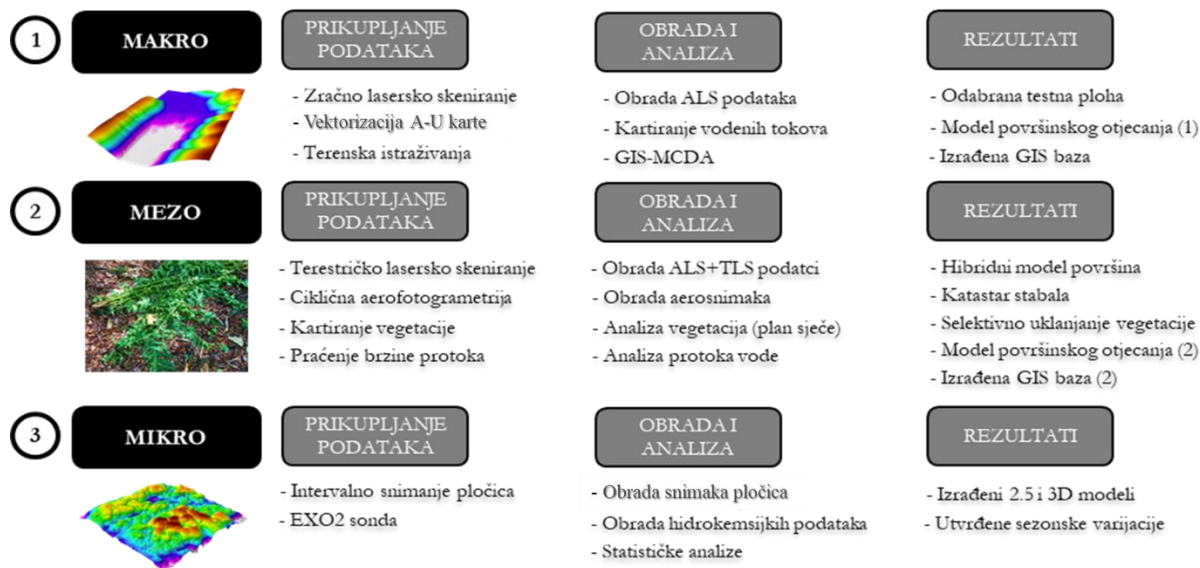 1
MAKRO
PRIKUPLJANJE
PODATAKA
- Zračno lasersko skeniranje
- Vektorizacija A-U karte
- Terenska istraživanja
OBRADA I
ANALIZA
- Obrada ALS podataka
- Kartiranje vodenih tokova
- GIS-MCDA
REZULTATI
- Odabrana testna ploha
- Model površinskog otjecanja (1)
- Izrađena GIS baza
2
MEZO
PRIKUPLJANJE
PODATAKA
- Terestričko lasersko skeniranje
- Ciklična aerofotogrametrija
- Kartiranje vegetacije
- Praćenje brzine protoka
OBRADA I
ANALIZA
- Obrada ALS+TLS podatci
- Obrada aerosnimaka
- Analiza vegetacija (plan sječe)
- Analiza protoka vode
REZULTATI
- Hibridni model površina
- Katastar stabala
- Selektivno uklanjanje vegetacije
- Model površinskog otjecanja (2)
- Izrađena GIS baza (2)
3
MIKRO
PRIKUPLJANJE
PODATAKA
- Intervalno snimanje pločica
- EXO2 sonda
OBRADA I
ANALIZA
- Obrada snimaka pločica
- Obrada hidrokemsijkih podataka
- Statističke analize
REZULTATI
- Izrađeni 2.5 i 3D modeli
- Utvrđene sezonske varijacije